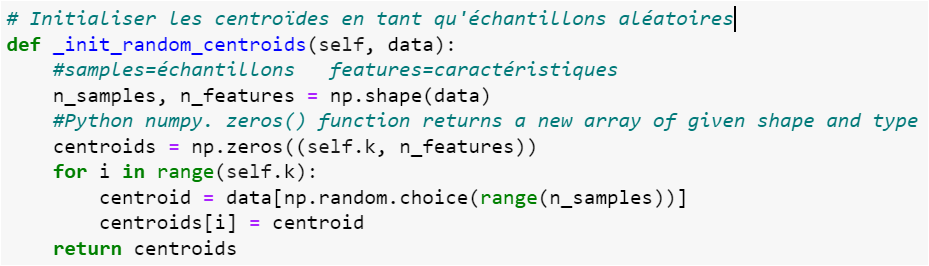 # Initialiser les centroïdes en tant qu'échantillons aléatoires
def _init_random_centroids(self, data):
    #samples=échantillons   features=caractéristiques
    n_samples, n_features = np.shape(data)
    #Python numpy. zeros() function returns a new array of given shape and type
    centroids = np.zeros((self.k, n_features))
    for i in range(self.k):
        centroid = data[np.random.choice(range(n_samples))]
        centroids[i] = centroid
    return centroids